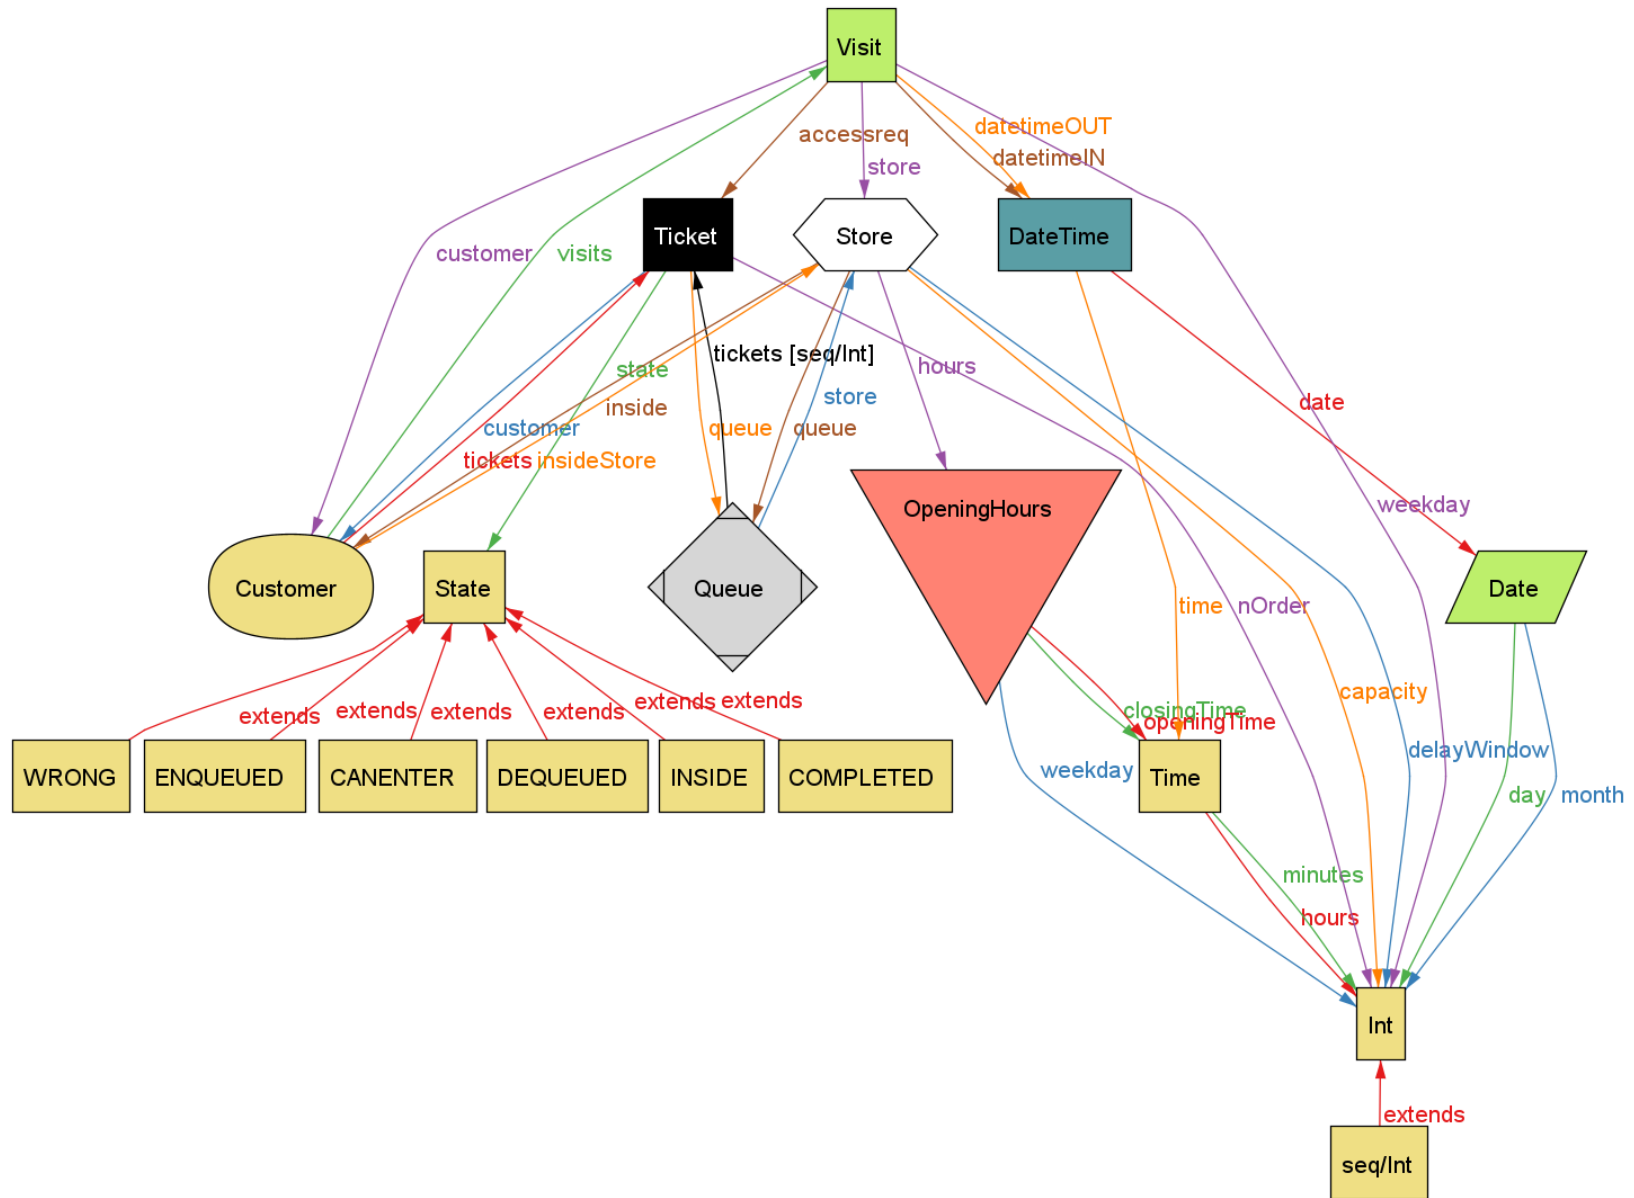 Visit
datetimeOUT
accessreq
datetimeIN
store
Ticket
Store
DateTime
customer
visits
tickets [seq/Int]
state
hours
store
date
inside
customer
queue
queue
tickets
insideStore
weekday
OpeningHours
Customer
State
Queue
Date
time
nOrder
extends
extends
extends
extends
extends
extends
capacity
closingTime
openingTime
delayWindow
WRONG
ENQUEUED
CANENTER
DEQUEUED
INSIDE
COMPLETED
weekday
Time
day
month
minutes
hours
Int
extends
seq/Int